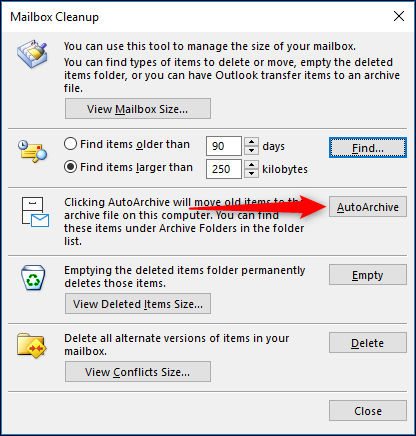 Mailbox Cleanup
You can use this tool to manage the size of your mailbox.
You can find types of items to delete or move, empty the deleted
items folder, or you can have Outlook transfer items to an archive
file.
View Mailbox Size...
Find items older than 90 days
Find...
Find items larger than 250 kilobytes
Clicking AutoArchive will move old items to the
archive file on this computer. You can find
these items under Archive Folders in the folder
list.
AutoArchive
Emptying the deleted items folder permanently
deletes those items.
Empty
View Deleted Items Size...
Delete all alternate versions of items in your
mailbox.
Delete
View Conflicts Size...
Close